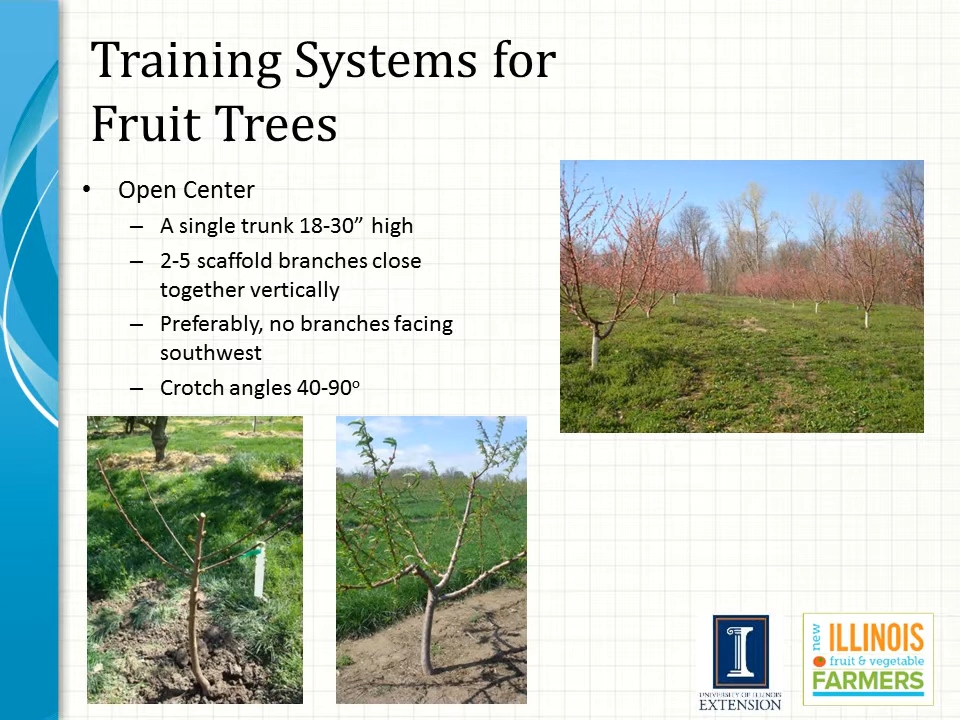 Training Systems for
Fruit Trees
• Open Center
– A single trunk 18-30” high
– 2-5 scaffold branches close
together vertically
– Preferably, no branches facing
southwest
– Crotch angles 40-90°
I
UNIVERSITY OF ILLINOIS
EXTENSION
new
ILLINOIS
fruit & vegetable
FARMERS